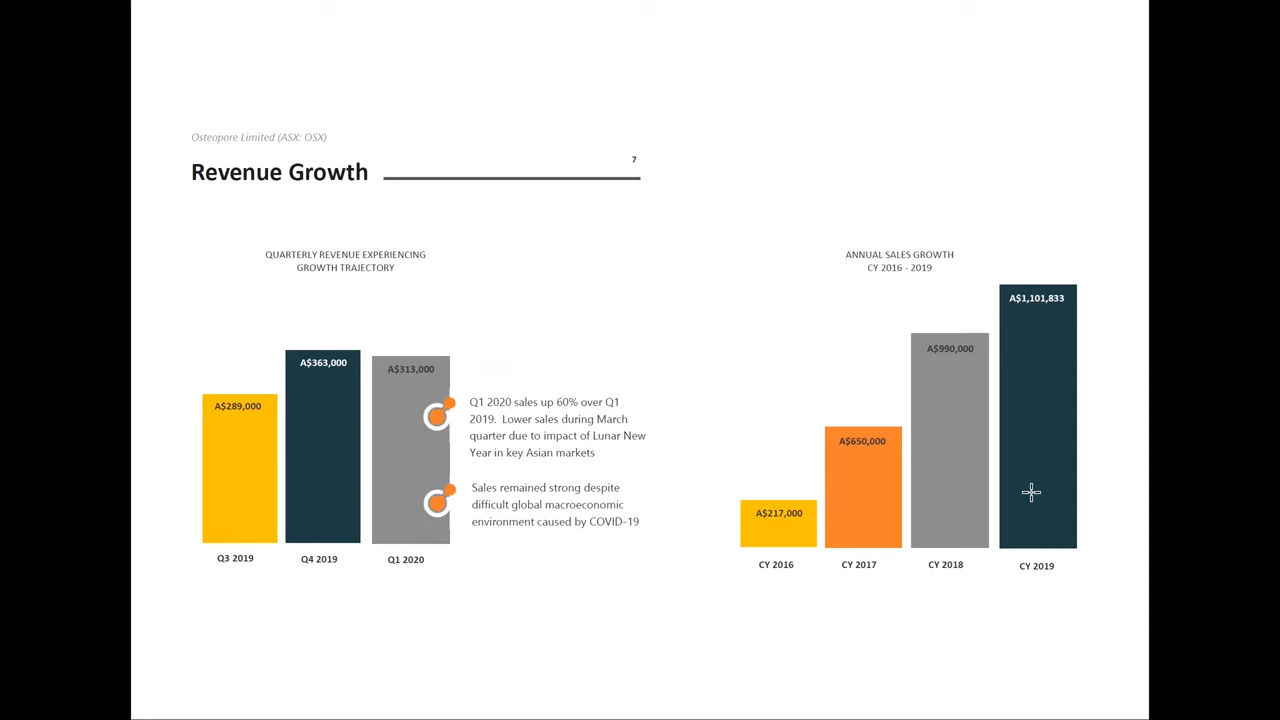 Osteopore Limited (ASX: OSX)
7
Revenue Growth
QUARTERLY REVENUE EXPERIENCING
GROWTH TRAJECTORY
A$289,000
A$363,000
A$313,000
Q3 2019
Q4 2019
Q1 2020
Q1 2020 sales up 60% over Q1
2019. Lower sales during March
quarter due to impact of Lunar New
Year in key Asian markets
Sales remained strong despite
difficult global macroeconomic
environment caused by COVID-19
ANNUAL SALES GROWTH
CY 2016 - 2019
A$217,000
A$650,000
A$990,000
A$1,101,833
CY 2016
CY 2017
CY 2018
CY 2019